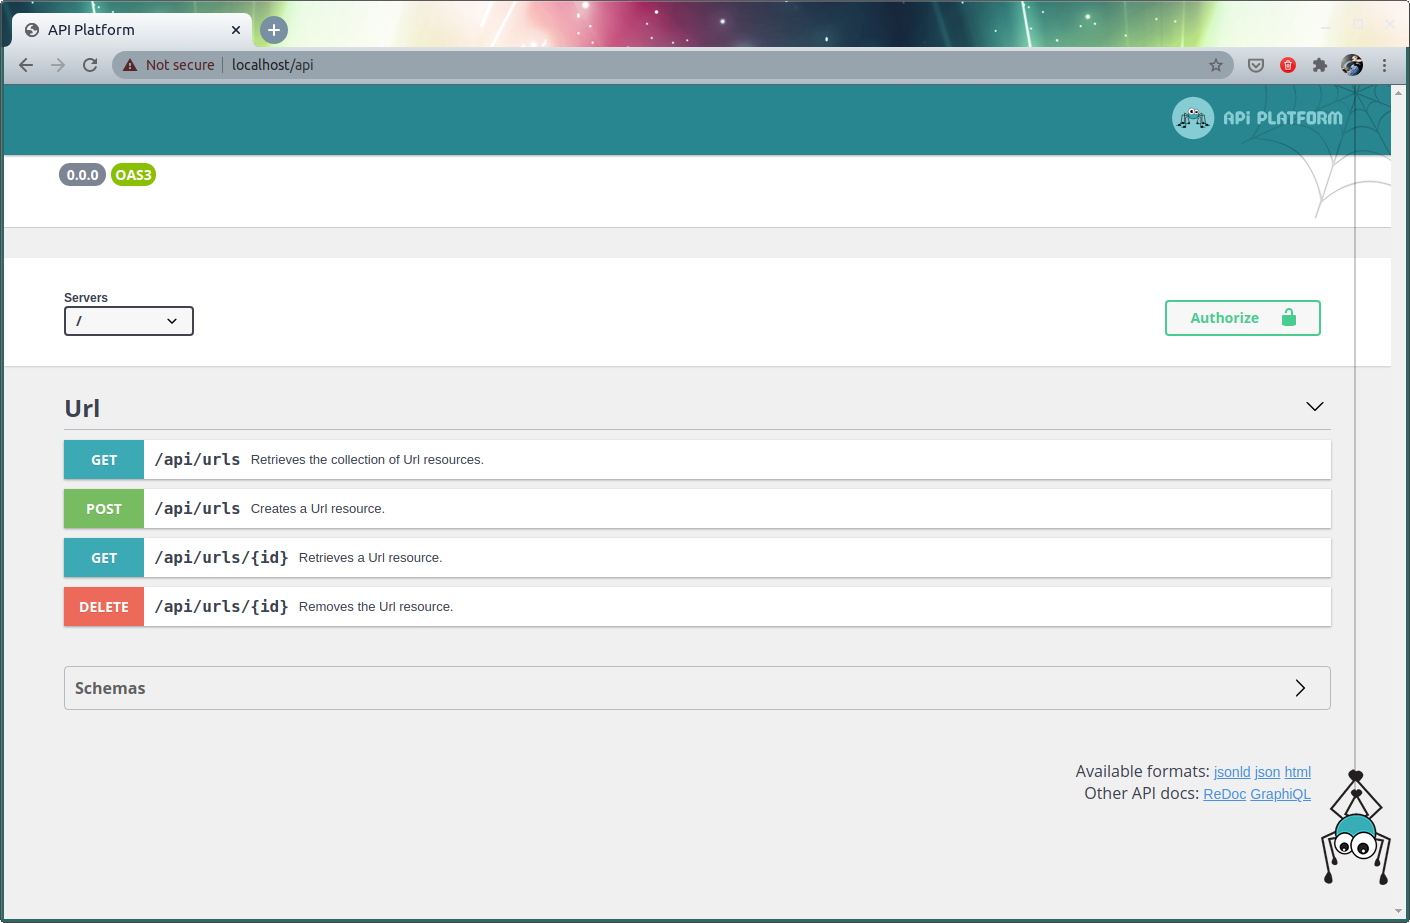 API Platform
Not secure localhost/api
APi PLATFORM
0.0.0 OAS3
Servers
/
Authorize
Url
GET /api/urls Retrieves the collection of Url resources.
POST /api/urls Creates a Url resource.
GET /api/urls/{id} Retrieves a Url resource.
DELETE /api/urls/{id} Removes the Url resource.
Schemas
Available formats: jsonld json html
Other API docs: ReDoc GraphiQL